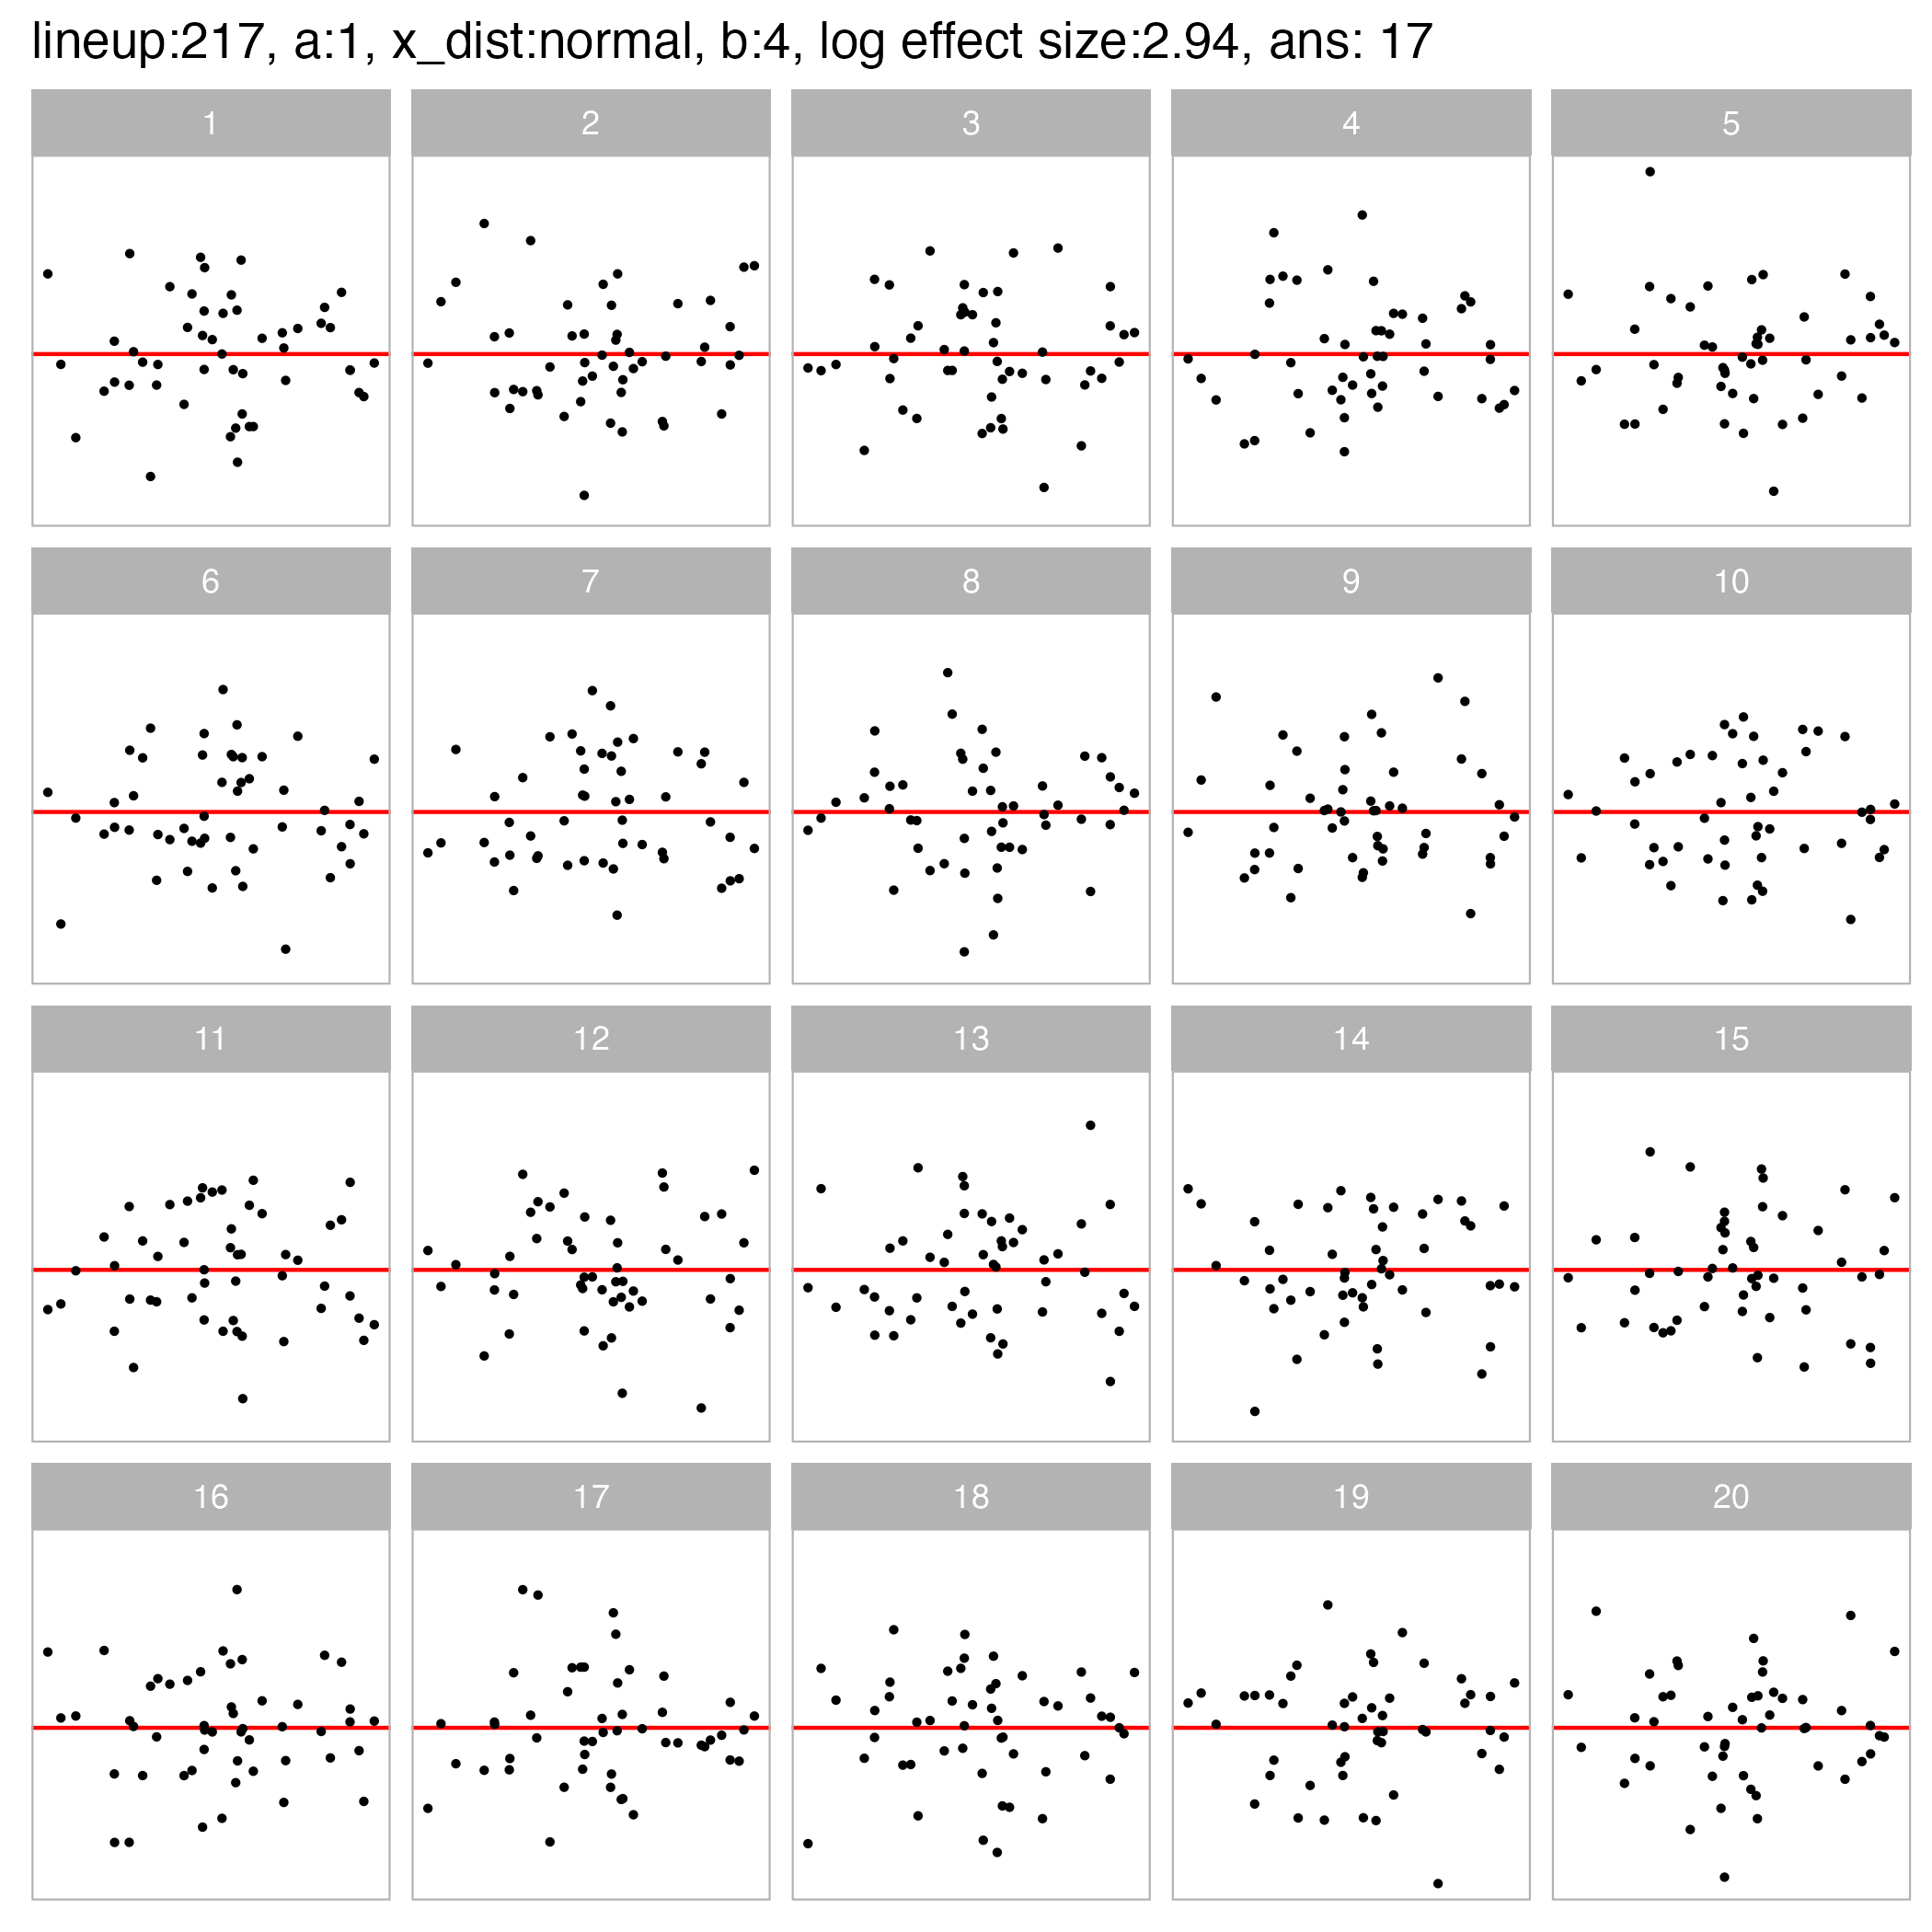 lineup:217, a:1, x_dist:normal, b:4, log effect size:2.94, ans: 17
1 2 3 4 5
6 7 8 9 10
11 12 13 14 15
16 17 18 19 20